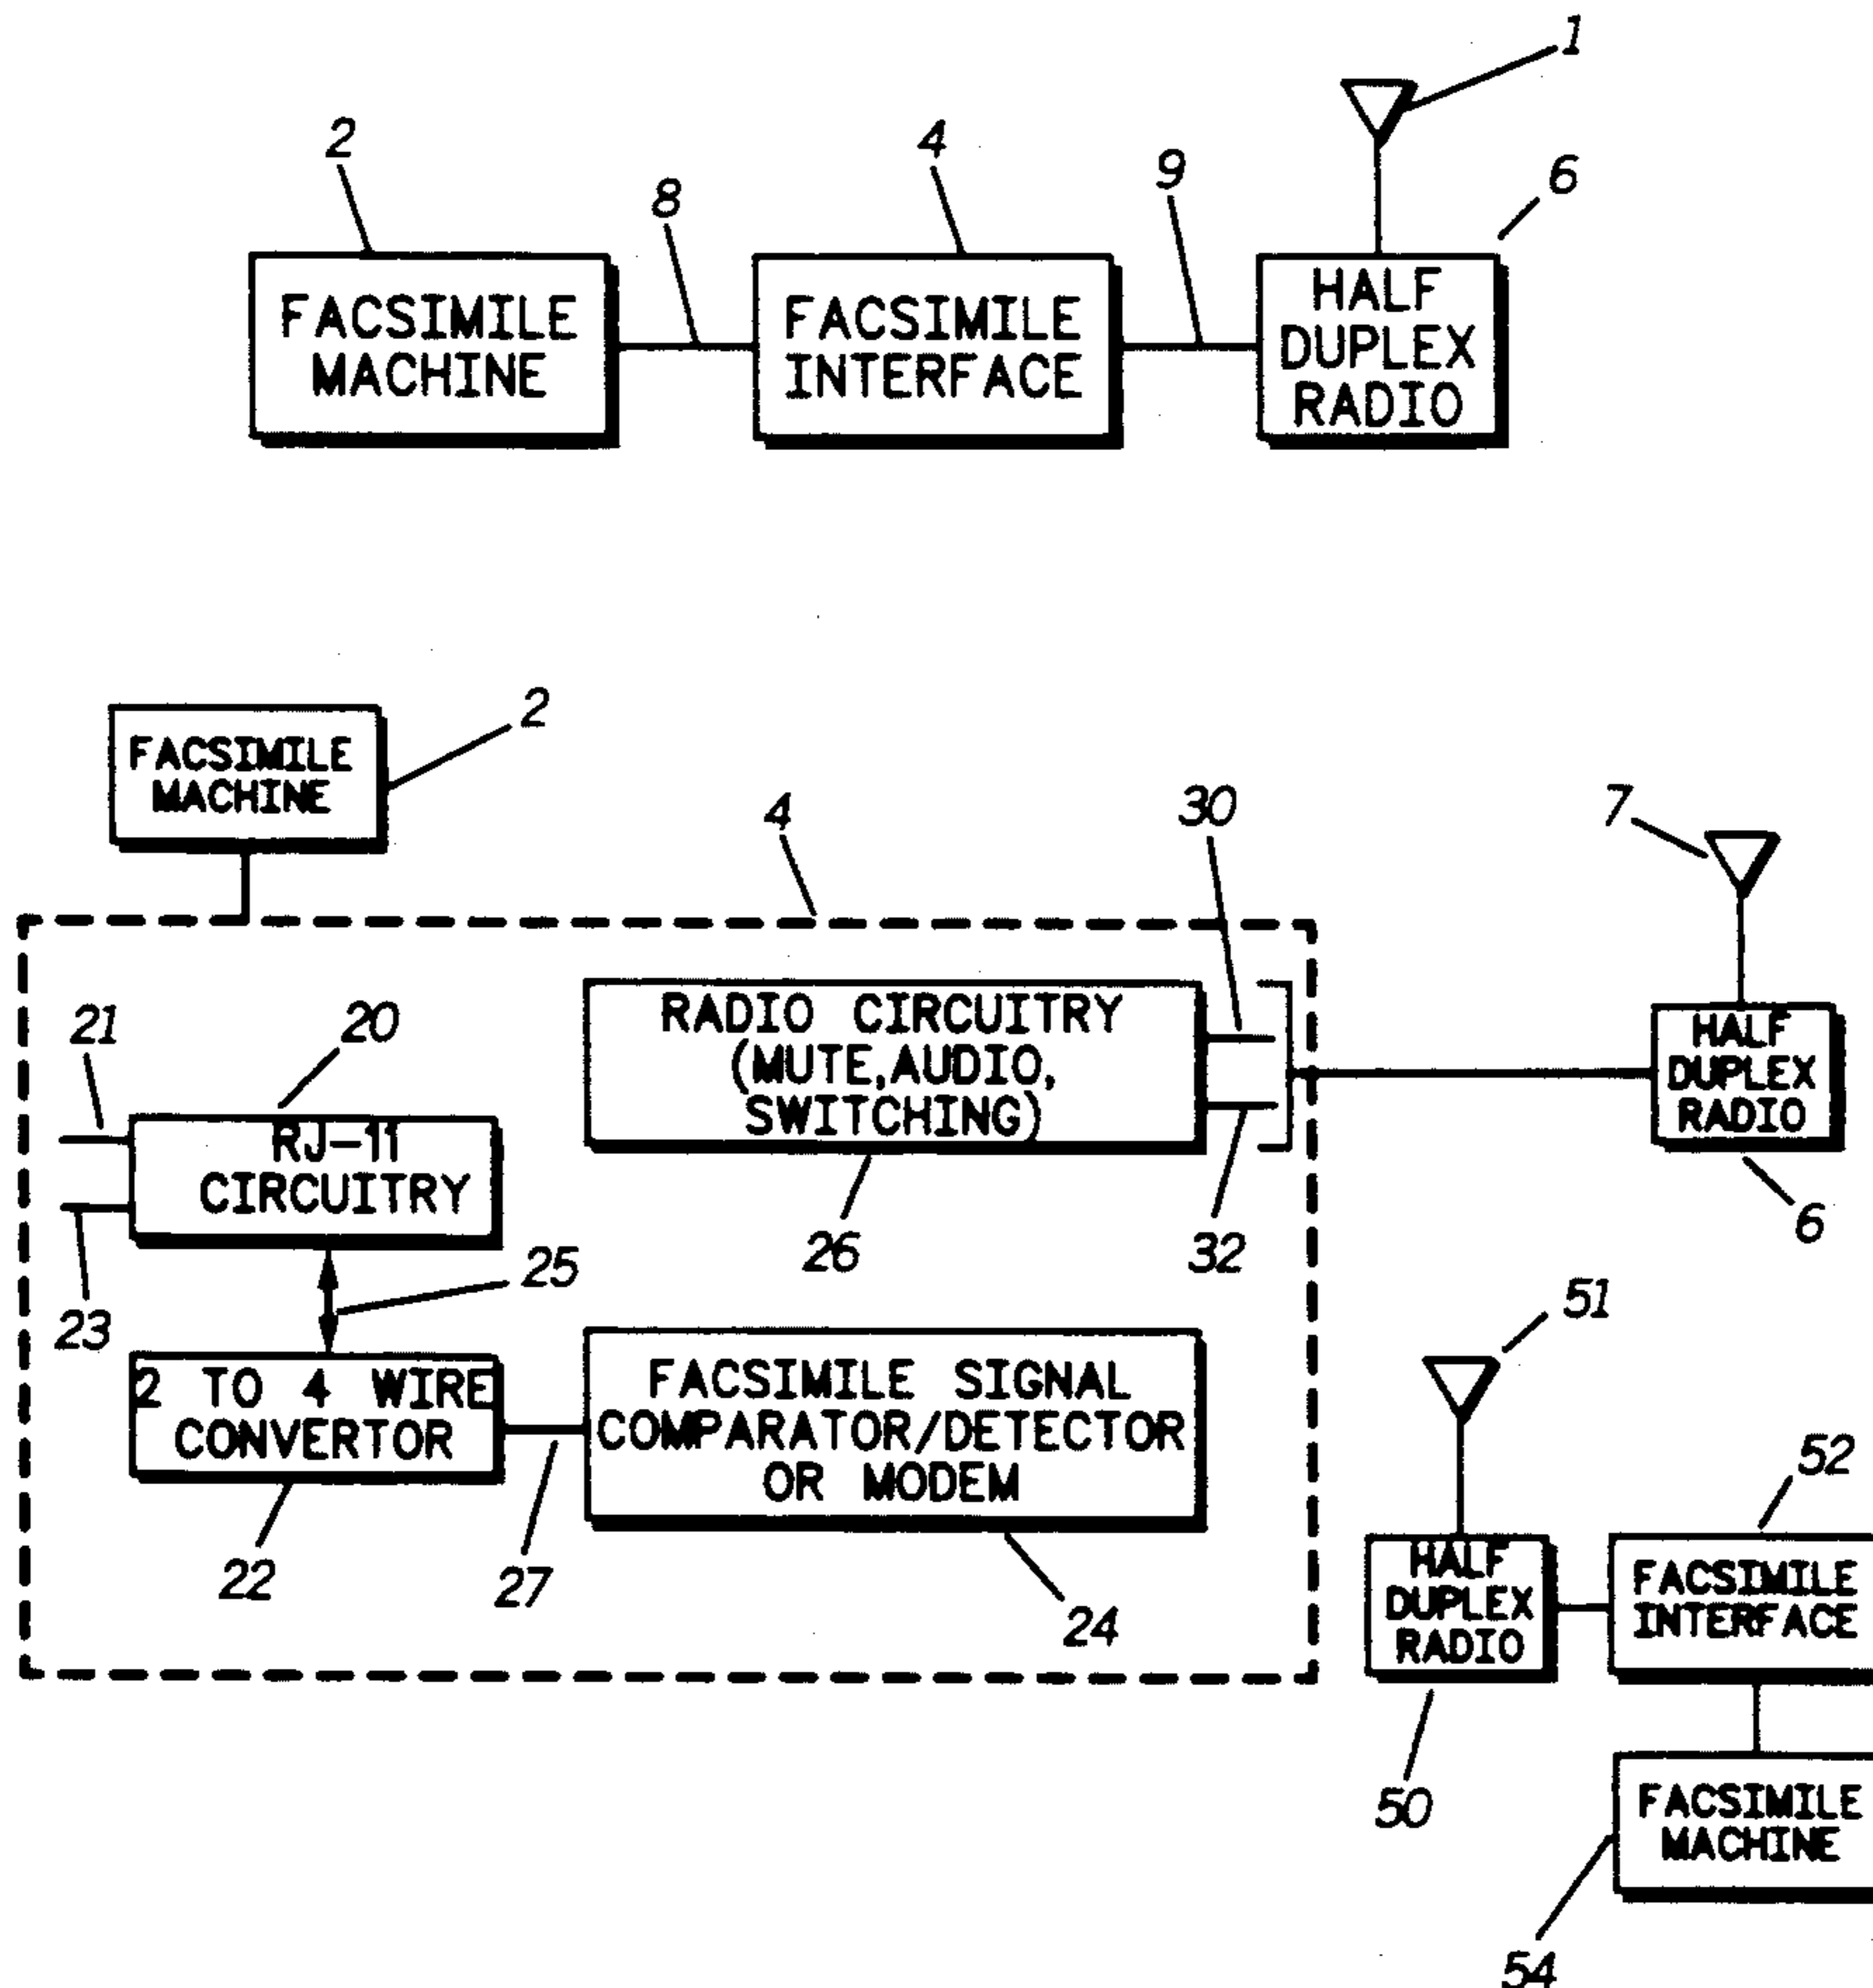 1
2
4
6
8
9
FACSIMILE
MACHINE
FACSIMILE
INTERFACE
HALF
DUPLEX
RADIO
2
FACSIMILE
MACHINE
4
30
7
RADIO CIRCUITRY
(MUTE,AUDIO,
SWITCHING)
HALF
DUPLEX
RADIO
21
20
RJ-11
CIRCUITRY
26
32
6
23
25
51
2 TO 4 WIRE
CONVERTOR
FACSIMILE SIGNAL
COMPARATOR/DETECTOR
OR MODEM
52
22
27
24
HALF
DUPLEX
RADIO
FACSIMILE
INTERFACE
50
FACSIMILE
MACHINE
54